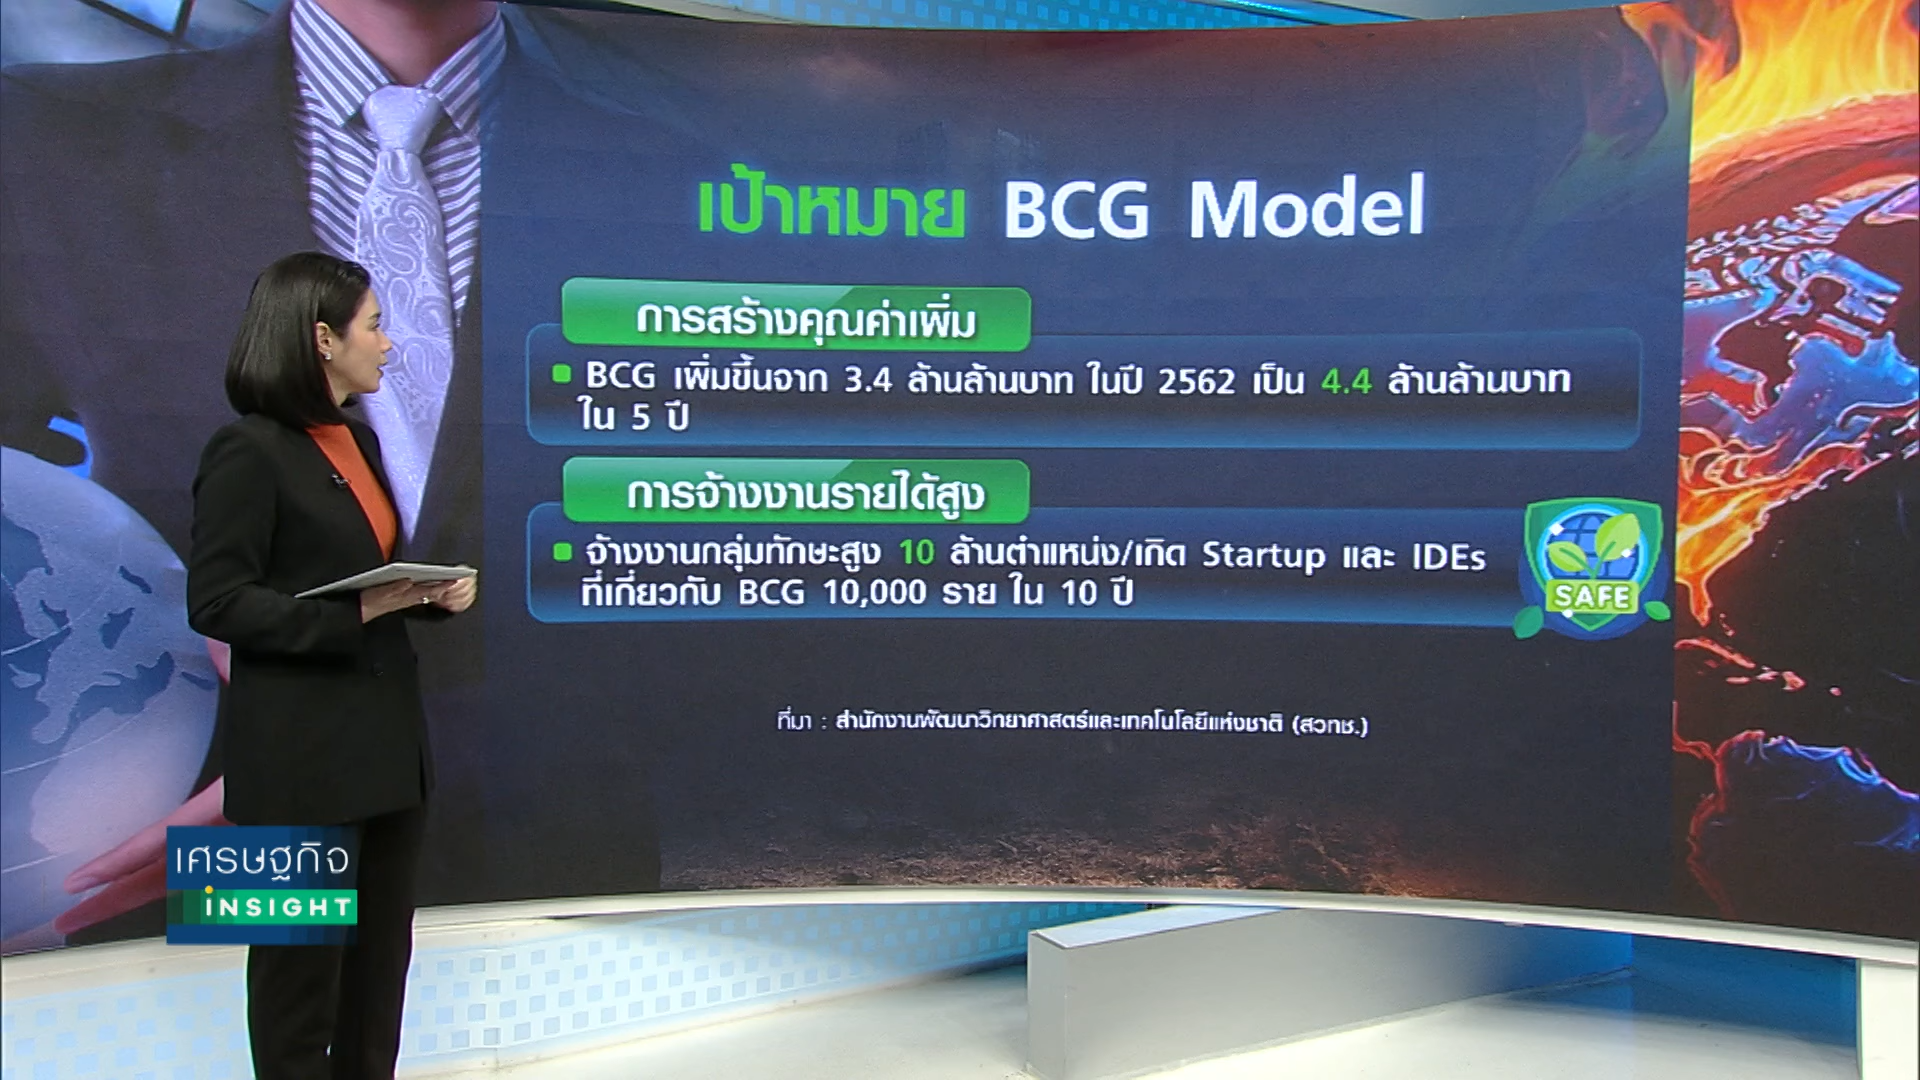 เป้าหมาย BCG Model
การสร้างคุณค่าเพิ่ม
BCG เพิ่มขึ้นจาก 3.4 ล้านล้านบาท ในปี 2562 เป็น 4.4 ล้านล้านบาท
ใน 5 ปี
การจ้างงานรายได้สูง
จ้างงานกลุ่มทักษะสูง 10 ล้านตำแหน่ง/เกิด Startup และ IDEs
ที่เกี่ยวกับ BCG 10,000 ราย ใน 10 ปี
SAFE
ที่มา : สำนักงานพัฒนาวิทยาศาสตร์และเทคโนโลยีแห่งชาติ (สวทช.)
เศรษฐกิจ
iNSIGHT